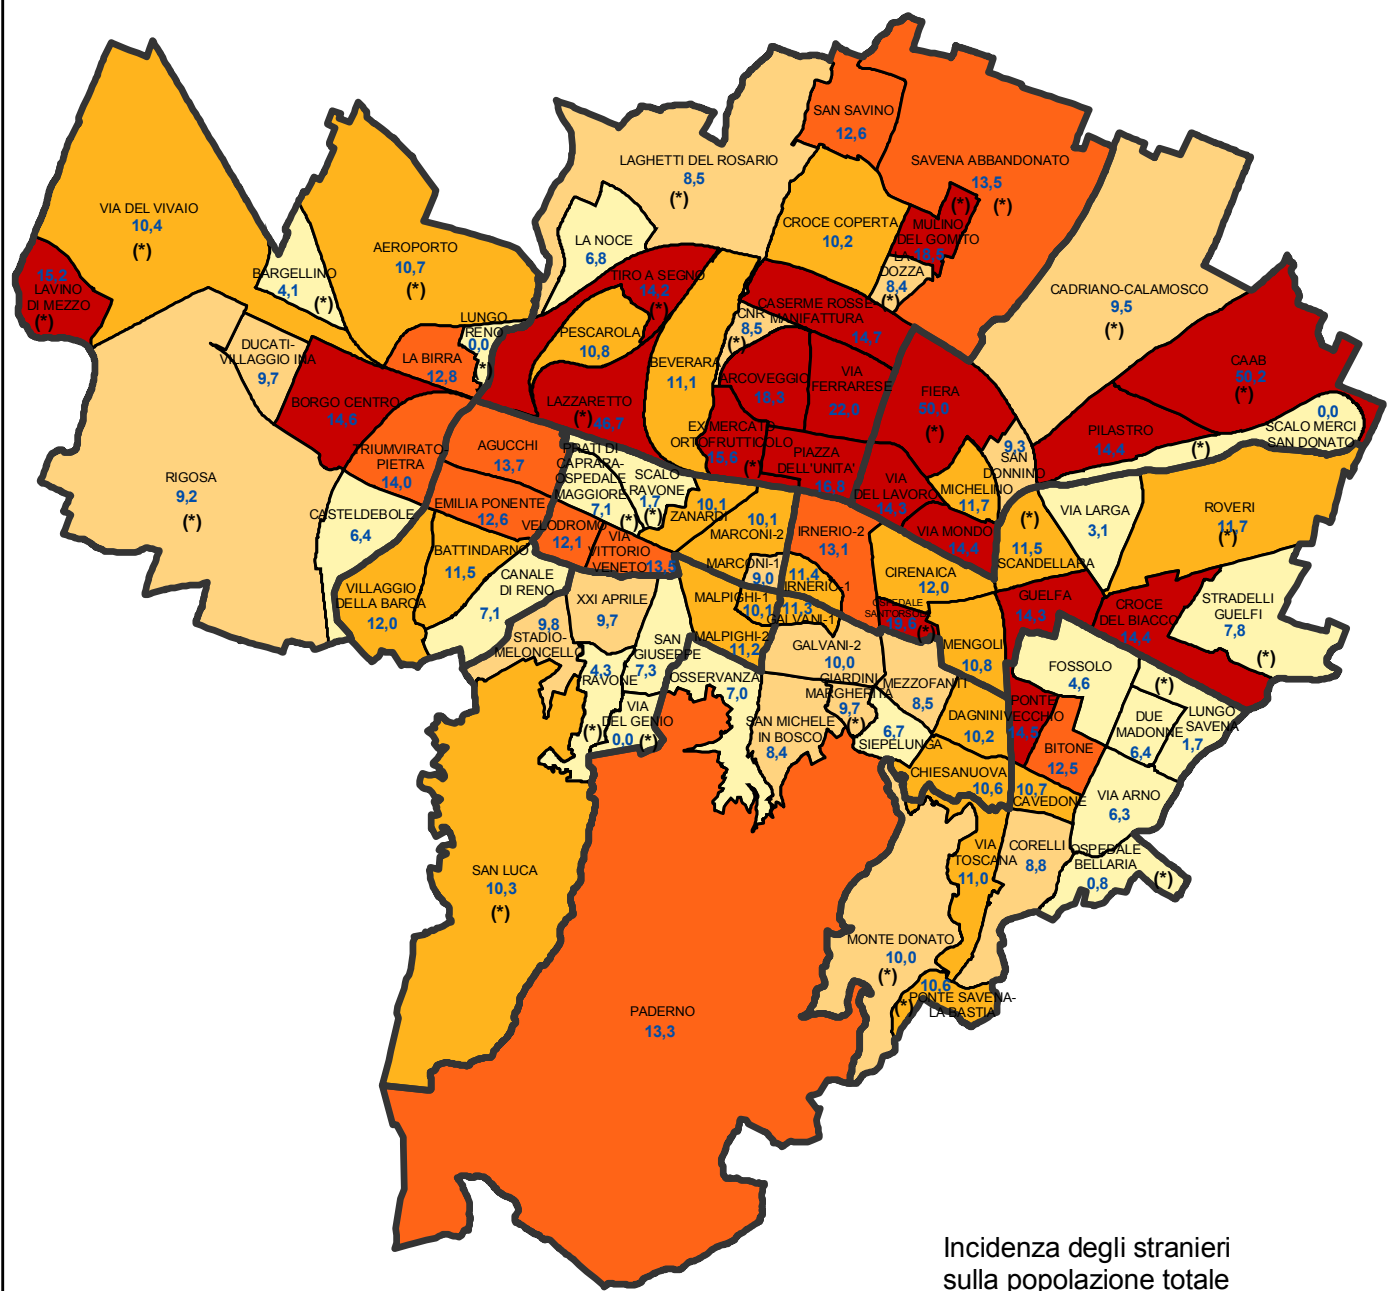 SAN SAVINO
12,6
LAGHETTI DEL ROSARIO
8,5
(*)
SAVENA ABBANDONATO
13,5
(*)
(*)
MULINO
DEL GOMITO
VIA DEL VIVAIO
10,4
(*)
AEROPORTO
10,7
(*)
LA NOCE
6,8
CROCE COPERTA
10,2
LA
DOZZA
8,4
(*)
BARGELLINO
4,1
(*)
15,2
LAVINO
DI MEZZO
(*)
TIRO A SEGNO
14,2
(*)
CADRIANO-CALAMOSCO
9,5
(*)
CASERME ROSSE-
MANIFATTURA
14,7
CNR
8,5
(*)
LUNGO
RENO
0,0
(*)
PESCAROLA
10,8
DUCATI-
VILLAGGIO INA
9,7
LA BIRRA
12,8
BEVERARA
11,1
ARCOVEGGIO
18,3
VIA
FERRARESE
22,0
FIERA
50,0
(*)
CAAB
50,2
(*)
BORGO CENTRO
14,6
LAZZARETTO
(*) 46,7
EX MERCATO
ORTOFRUTTICOLO
15,6
(*)
PIAZZA
DELL'UNITA'
16,8
0,0
SCALO MERCI
SAN DONATO
(*)
PILASTRO
14,4
9,3
SAN
DONNINO
TRIUMVIRATO-
PIETRA
14,0
AGUCCHI
13,7
PRATI DI
CAPRARA-
OSPEDALE
MAGGIORE
7,1
(*)
SCALO
RAVONE
1,7
(*)
RIGOSA
9,2
(*)
VIA
DEL LAVORO
14,3
MICHELINO
11,7
CASTELDEBOLE
6,4
EMILIA PONENTE
12,6
VELODROMO
12,1
VIA
VITTORIO
VENETO
13,5
10,1
ZANARDI
10,1
MARCONI-2
IRNERIO-2
13,1
VIA MONDO
14,4
(*)
11,5
SCANDELLARA
VIA LARGA
3,1
ROVERI
11,7
(*)
BATTINDARNO
11,5
MARCONI-1
9,0
11,4
IRNERIO-1
CIRENAICA
12,0
CANALE
DI RENO
7,1
VILLAGGIO
DELLA BARCA
12,0
XXI APRILE
9,7
MALPIGHI-1
10,1
11,3
GALVANI-1
OSPEDALE
SANT'ORSOLA
(*)
GUELFA
14,3
CROCE
DEL BIACCO
14,4
STRADELLI
GUELFI
7,8
(*)
9,8
STADIO-
MELONCELLO
SAN
GIUSEPPE
7,3
MALPIGHI-2
11,2
GALVANI-2
10,0
MENGOLI
10,8
FOSSOLO
4,6
4,3
RAVONE
(*)
OSSERVANZA
7,0
GIARDINI
MARGHERITA
9,7
(*)
MEZZOFANTI
8,5
(*)
VIA
DEL GENIO
0,0 (*)
SAN MICHELE
IN BOSCO
8,4
6,7
SIEPELUNGA
DAGNINI
10,2
PONTE
VECCHIO
14,6
BITONE
12,5
DUE
MADONNE
6,4
LUNGO
SAVENA
1,7
CHIESANUOVA
10,6
10,7
CAVEDONE
VIA ARNO
6,3
VIA
TOSCANA
11,0
CORELLI
8,8
OSPEDALE
BELLARIA
0,8
(*)
SAN LUCA
10,3
(*)
MONTE DONATO
10,0
(*)
10,6
PONTE SAVENA-
LA BASTIA
(*)
PADERNO
13,3
Incidenza degli stranieri
sulla popolazione totale